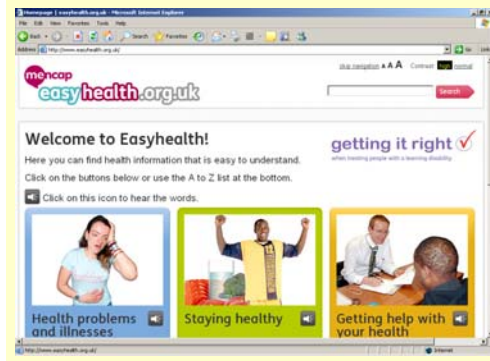 Homepage | easyhealth.org.uk - Microsoft Internet Explorer
File Edit View Favorites Tools Help
Back Search Favorites
Address http://www.easyhealth.org.uk/ Go Links
skip navigation A A A Contrast: high normal
mencap
easyhealth.org.uk
Search
Welcome to Easyhealth!
getting it right
when treating people with a learning disability
Here you can find health information that is easy to understand.
Click on the buttons below or use the A to Z list at the bottom.
Click on this icon to hear the words.
Health problems
and illnesses
Staying healthy
Getting help with
your health
http://www.easyhealth.org.uk/ Internet